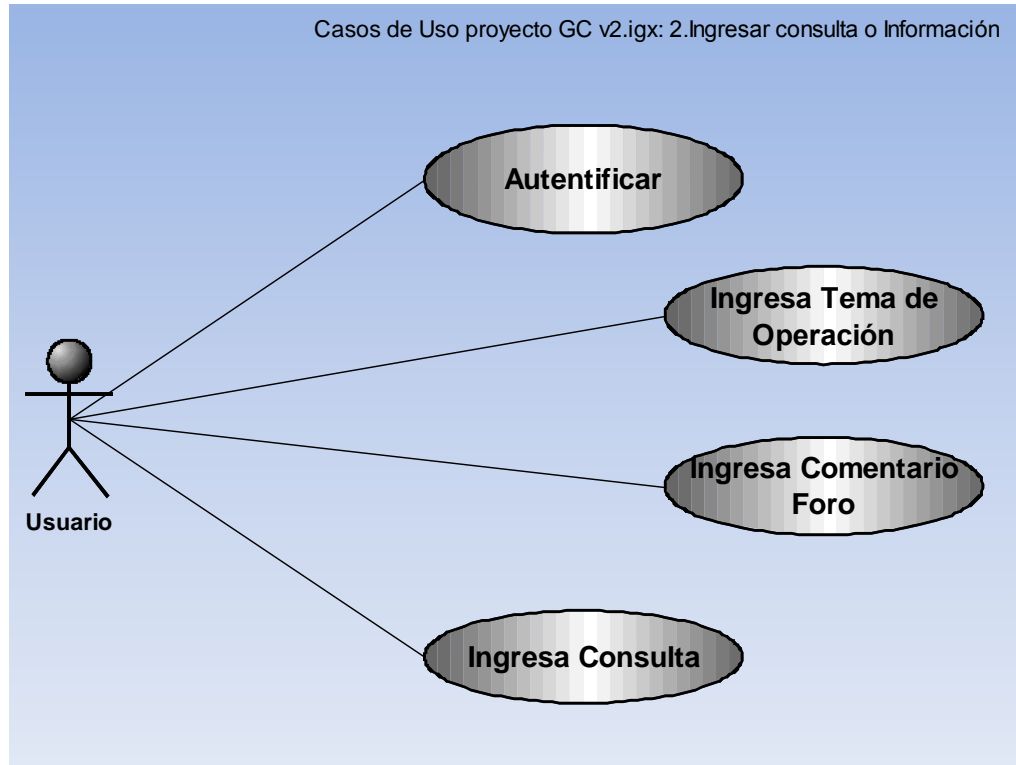 Casos de Uso proyecto GC v2.igx: 2.Ingresar consulta o Información
Autentificar
Ingresa Tema de
Operación
Ingresa Comentario
Foro
Usuario
Ingresa Consulta